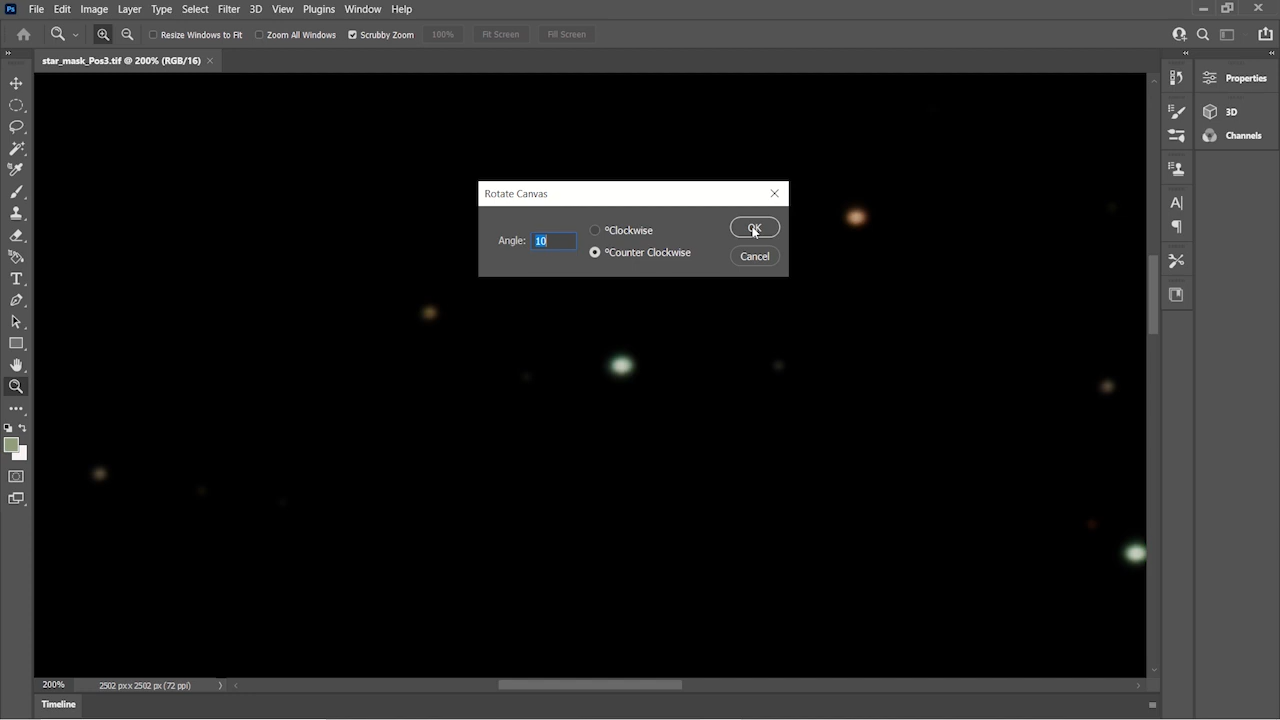 Ps File Edit Image Layer Type Select Filter 3D View Plugins Window Help
Resize Windows to Fit Zoom All Windows Scrubby Zoom 100% Fit Screen Fill Screen
star_mask_Pos3.tif @ 200% (RGB/16)
Properties
3D
Channels
Rotate Canvas
Angle: 10
°Clockwise
°Counter Clockwise
OK
Cancel
200% 2502 px x 2502 px (72 ppi)
Timeline